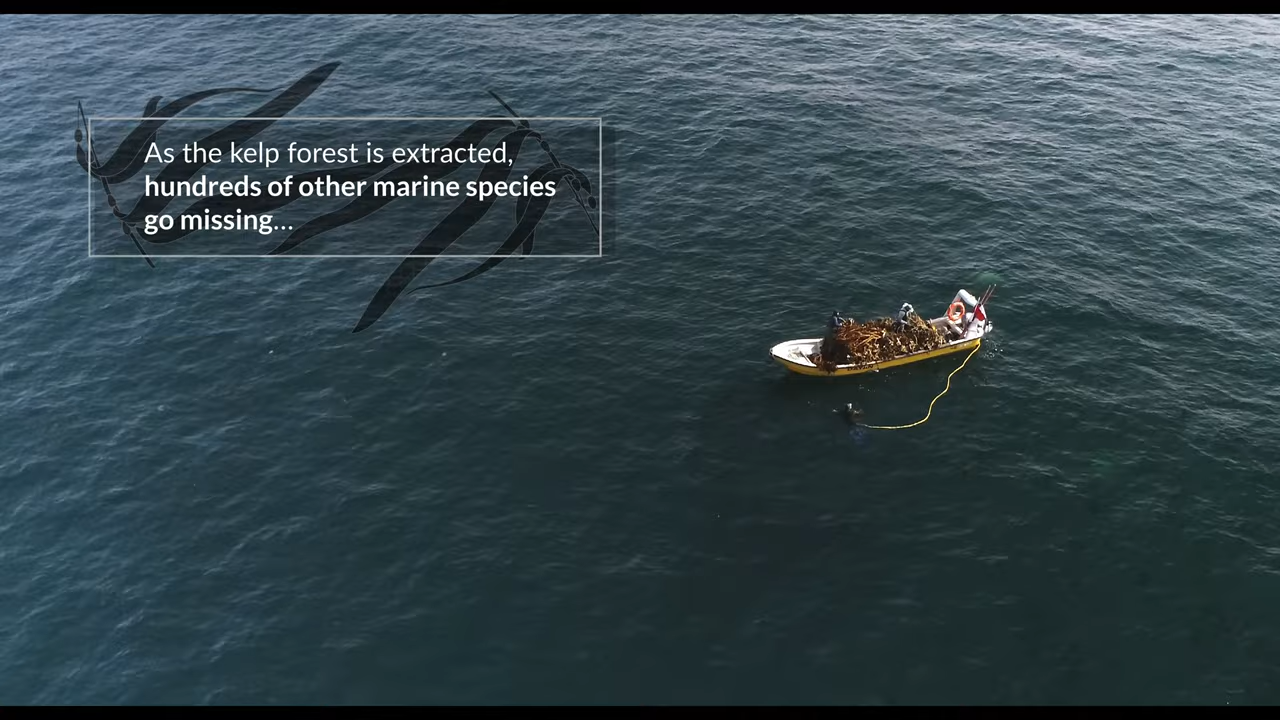 As the kelp forest is extracted,
hundreds of other marine species
go missing...